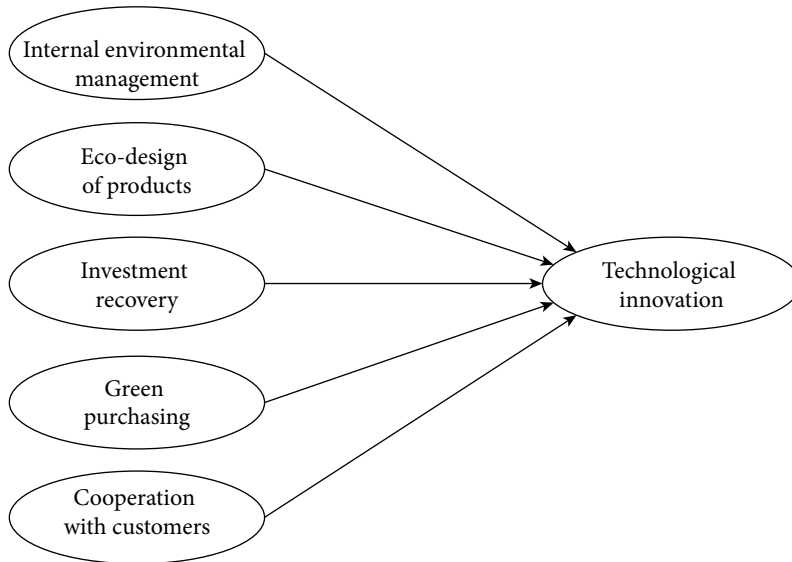 Internal environmental
management
Eco-design
of products
Investment
recovery
Green
purchasing
Cooperation
with customers
Technological
innovation